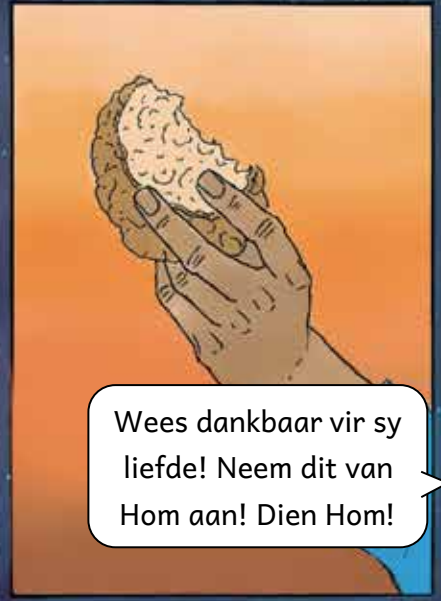 Wees dankbaar vir sy
liefde! Neem dit van
Hom aan! Dien Hom!